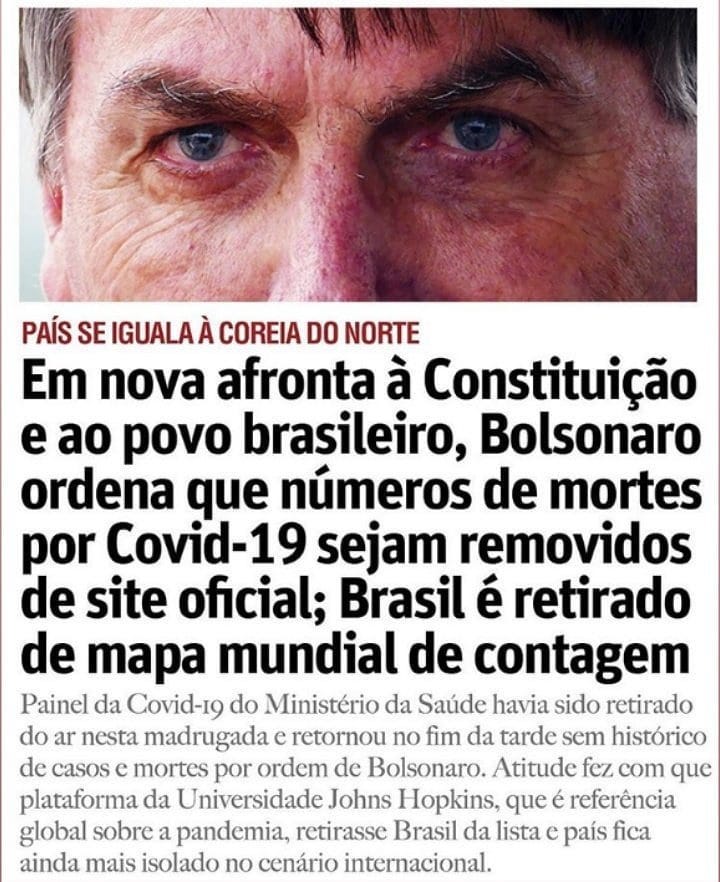 PAÍS SE IGUALA À COREIA DO NORTE
Em nova afronta à Constituição
e ao povo brasileiro, Bolsonaro
ordena que números de mortes
por Covid-19 sejam removidos
de site oficial; Brasil é retirado
de mapa mundial de contagem
Painel da Covid-19 do Ministério da Saúde havia sido retirado
do ar nesta madrugada e retornou no fim da tarde sem histórico
de casos e mortes por ordem de Bolsonaro. Atitude fez com que
plataforma da Universidade Johns Hopkins, que é referência
global sobre a pandemia, retirasse Brasil da lista e país fica
ainda mais isolado no cenário internacional.